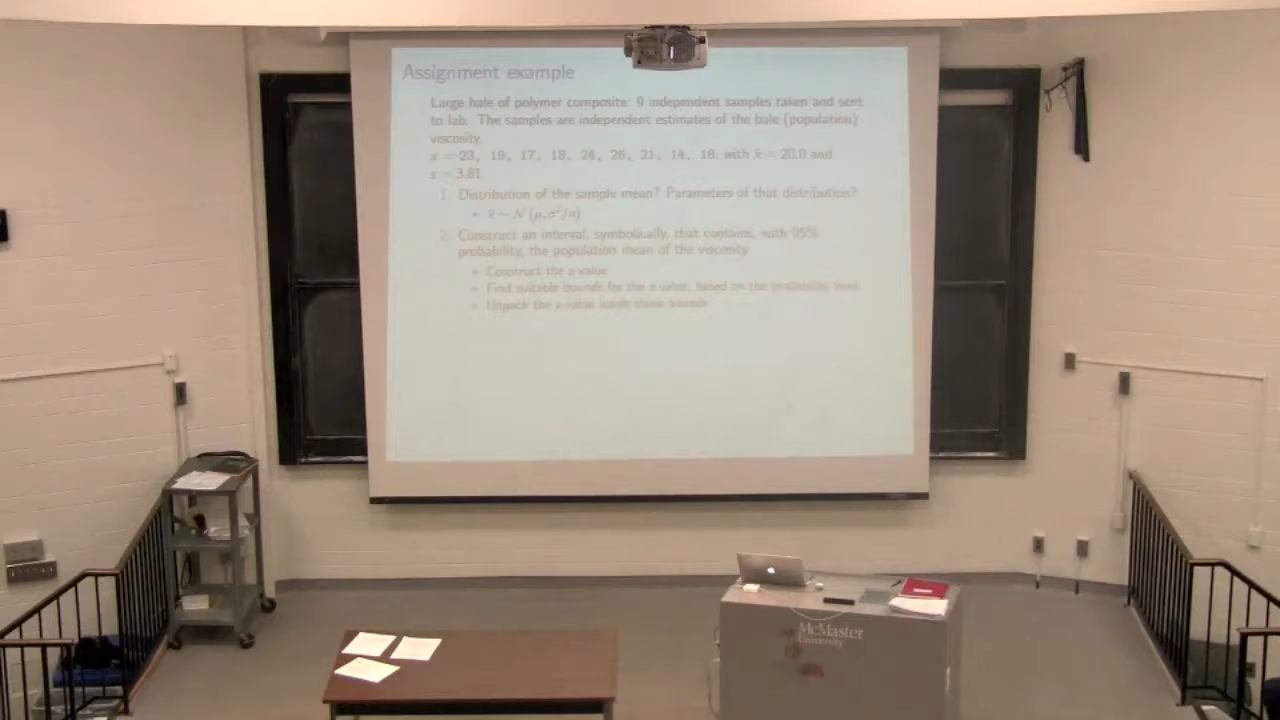 Assignment example
Large bale of polymer composite: 9 independent samples taken and sent
to lab. The samples are independent estimates of the bale (population)
viscosity.
x = 23, 19, 17, 18, 24, 26, 21, 14, 18. with x̄ = 20.0 and
s = 3.81
1. Distribution of the sample mean? Parameters of that distribution?
• x̄ ∼ N (μ, σ²/n)
2. Construct an interval, symbolically, that contains, with 95%
probability, the population mean of the viscosity.
• Construct the z-value
• Find suitable bounds for the z-value, based on the probability level
• Unpack the z-value inside those bounds
McMaster
University